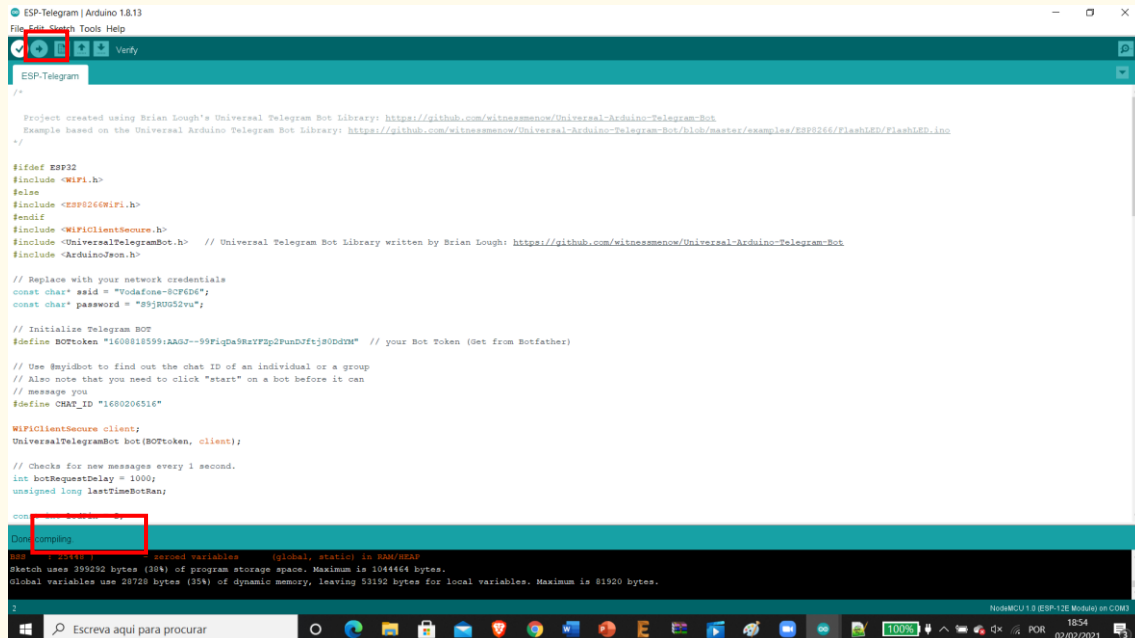 ESP-Telegram | Arduino 1.8.13
File Edit Sketch Tools Help
Verify
ESP-Telegram
/*
Project created using Brian Lough's Universal Telegram Bot Library: https://github.com/witnessmenow/Universal-Arduino-Telegram-Bot
Example based on the Universal Arduino Telegram Bot Library: https://github.com/witnessmenow/Universal-Arduino-Telegram-Bot/blob/master/examples/ESP8266/FlashLED/FlashLED.ino
*/
#ifdef ESP32
#include <WiFi.h>
#else
#include <ESP8266WiFi.h>
#endif
#include <WiFiClientSecure.h>
#include <UniversalTelegramBot.h> // Universal Telegram Bot Library written by Brian Lough: https://github.com/witnessmenow/Universal-Arduino-Telegram-Bot
#include <ArduinoJson.h>
// Replace with your network credentials
const char* ssid = "Vodafone-8CF6D6";
const char* password = "S9jRUG52vu";
// Initialize Telegram BOT
#define BOTtoken "1608818599:AAGJ--99FiqDa9RzYFZp2PunDJftjS0DdYM" // your Bot Token (Get from Botfather)
// Use @myidbot to find out the chat ID of an individual or a group
// Also note that you need to click "start" on a bot before it can
// message you
#define CHAT_ID "1680206516"
WiFiClientSecure client;
UniversalTelegramBot bot(BOTtoken, client);
// Checks for new messages every 1 second.
int botRequestDelay = 1000;
unsigned long lastTimeBotRan;
Done compiling.
BSS : 25448 ) - zeroed variables (global, static) in RAM/HEAP
Sketch uses 399292 bytes (38%) of program storage space. Maximum is 1044464 bytes.
Global variables use 28728 bytes (35%) of dynamic memory, leaving 53192 bytes for local variables. Maximum is 81920 bytes.
2
NodeMCU 1.0 (ESP-12E Module) on COM3
Escreva aqui para procurar
100%
POR
18:54
02/02/2021